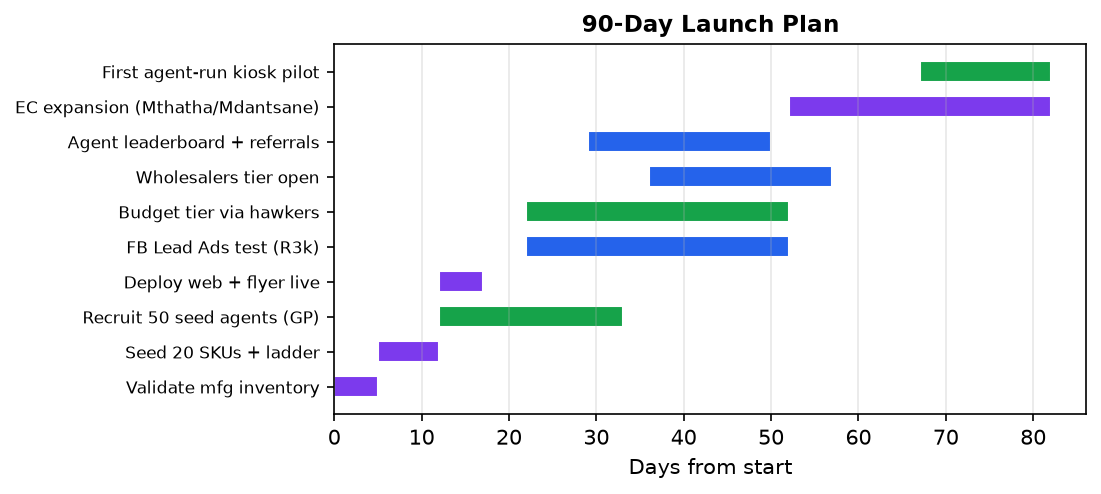 90-Day Launch Plan
First agent-run kiosk pilot
EC expansion (Mthatha/Mdantsane)
Agent leaderboard + referrals
Wholesalers tier open
Budget tier via hawkers
FB Lead Ads test (R3k)
Deploy web + flyer live
Recruit 50 seed agents (GP)
Seed 20 SKUs + ladder
Validate mfg inventory
0 10 20 30 40 50 60 70 80
Days from start